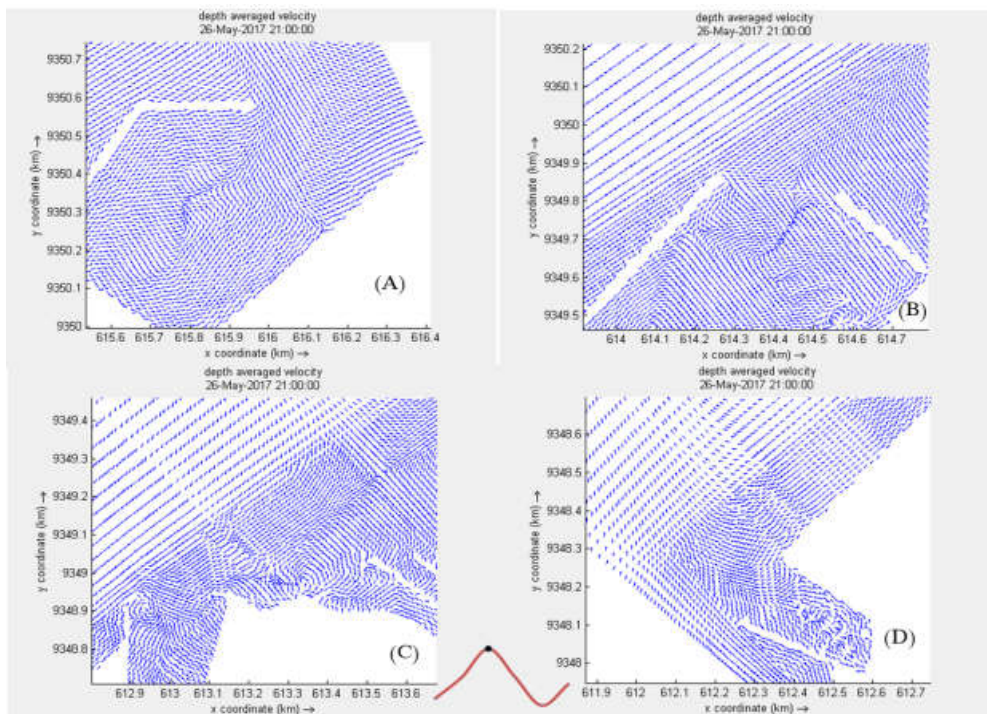 depth averaged velocity
26-May-2017 21:00:00
9350.7
9350.6
9350.5
9350.4
9350.3
9350.2
9350.1
9350
y coordinate (km) →
(A)
615.6 615.7 615.8 615.9 616 616.1 616.2 616.3 616.4
x coordinate (km) →
depth averaged velocity
26-May-2017 21:00:00
9350.2
9350.1
9350
9349.9
9349.8
9349.7
9349.6
9349.5
y coordinate (km) →
(B)
614 614.1 614.2 614.3 614.4 614.5 614.6 614.7
x coordinate (km) →
depth averaged velocity
26-May-2017 21:00:00
9349.4
9349.3
9349.2
9349.1
9349
9348.9
9348.8
y coordinate (km) →
(C)
612.9 613 613.1 613.2 613.3 613.4 613.5 613.6
x coordinate (km) →
depth averaged velocity
26-May-2017 21:00:00
9348.6
9348.5
9348.4
9348.3
9348.2
9348.1
9348
y coordinate (km) →
(D)
611.9 612 612.1 612.2 612.3 612.4 612.5 612.6 612.7
x coordinate (km) →